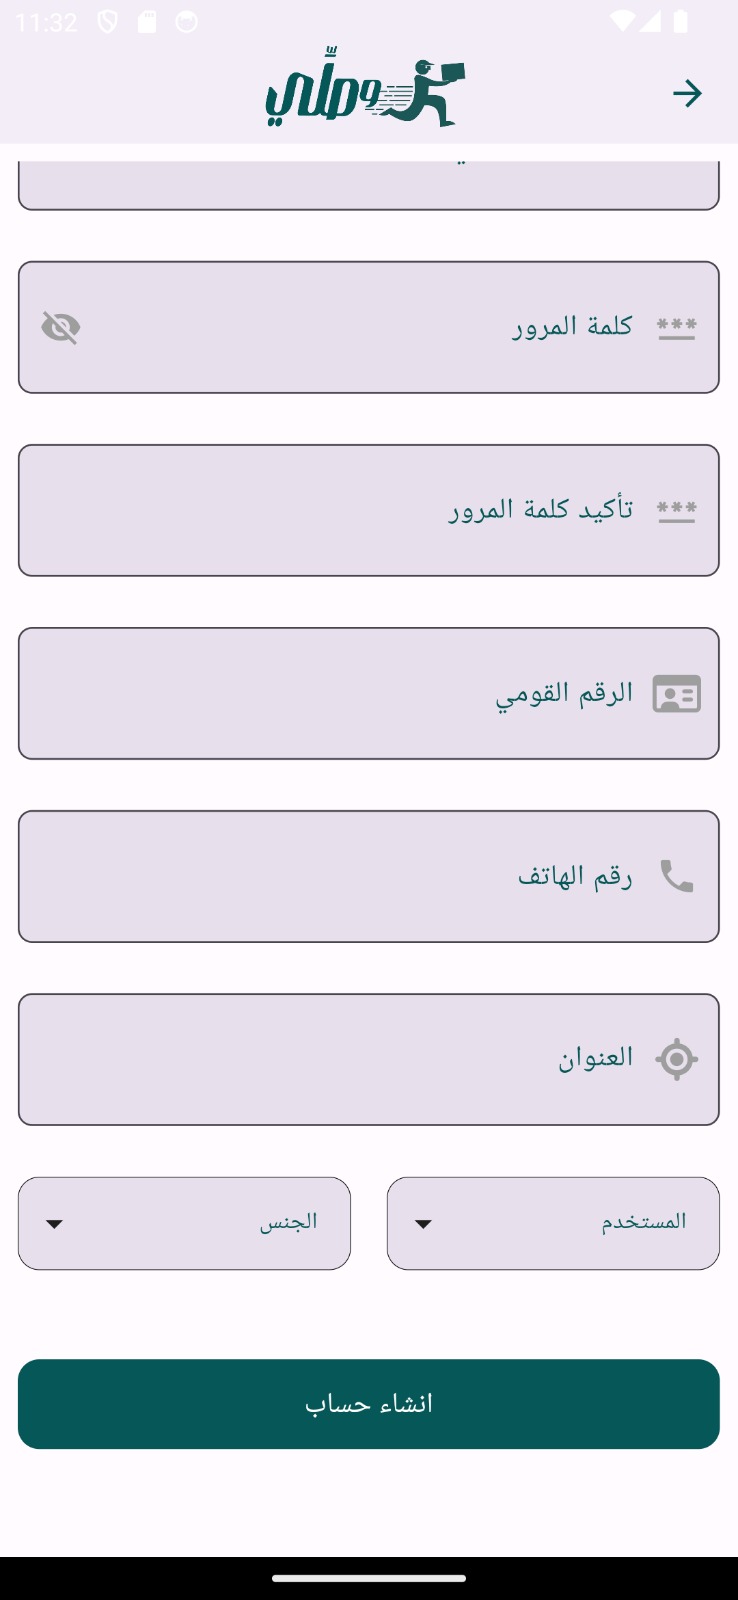 11:32
وصلّي
كلمة المرور
تأكيد كلمة المرور
الرقم القومي
رقم الهاتف
العنوان
المستخدم
الجنس
انشاء حساب